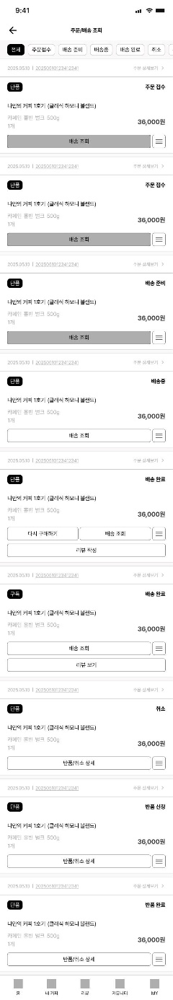 9:41
주문/배송 조회
전체 주문접수 배송 준비 배송중 배송 완료 취소
2025.05.10 | 20250510123412341 주문 상세보기
단품 주문 접수
나만의 커피 1호기 (클래식 하모니 블랜드)
카페인 홀빈 벌크 500g
1개 36,000원
배송 조회
2025.05.10 | 20250510123412341 주문 상세보기
단품 주문 접수
나만의 커피 1호기 (클래식 하모니 블랜드)
카페인 홀빈 벌크 500g
1개 36,000원
배송 조회
2025.05.10 | 20250510123412341 주문 상세보기
단품 배송 준비
나만의 커피 1호기 (클래식 하모니 블랜드)
카페인 홀빈 벌크 500g
1개 36,000원
배송 조회
2025.05.10 | 20250510123412341 주문 상세보기
단품 배송중
나만의 커피 1호기 (클래식 하모니 블랜드)
카페인 홀빈 벌크 500g
1개 36,000원
배송 조회
2025.05.10 | 20250510123412341 주문 상세보기
단품 배송 완료
나만의 커피 1호기 (클래식 하모니 블랜드)
카페인 홀빈 벌크 500g
1개 36,000원
다시 구매하기 배송 조회
리뷰 작성
2025.05.10 | 20250510123412341 주문 상세보기
구독 배송 완료
나만의 커피 1호기 (클래식 하모니 블랜드)
카페인 홀빈 벌크 500g
1개 36,000원
배송 조회
리뷰 보기
2025.05.10 | 20250510123412341 주문 상세보기
단품 취소
나만의 커피 1호기 (클래식 하모니 블랜드)
카페인 홀빈 벌크 500g
1개 36,000원
반품/취소 상세
2025.05.10 | 20250510123412341 주문 상세보기
단품 반품 신청
나만의 커피 1호기 (클래식 하모니 블랜드)
카페인 홀빈 벌크 500g
1개 36,000원
반품/취소 상세
2025.05.10 | 20250510123412341 주문 상세보기
단품 반품 완료
나만의 커피 1호기 (클래식 하모니 블랜드)
카페인 홀빈 벌크 500g
1개 36,000원
반품/취소 상세
홈 내 커피 리뷰 커뮤니티 MY